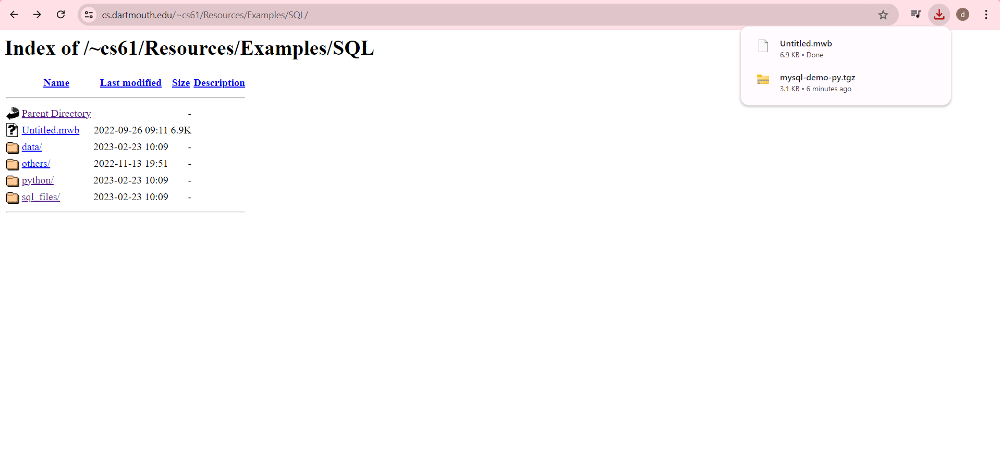 cs.dartmouth.edu/~cs61/Resources/Examples/SQL/
d
Untitled.mwb
6.9 KB • Done
mysql-demo-py.tgz
3.1 KB • 6 minutes ago
Index of /~cs61/Resources/Examples/SQL
Name Last modified Size Description
Parent Directory -
Untitled.mwb 2022-09-26 09:11 6.9K
data/ 2023-02-23 10:09 -
others/ 2022-11-13 19:51 -
python/ 2023-02-23 10:09 -
sql_files/ 2023-02-23 10:09 -